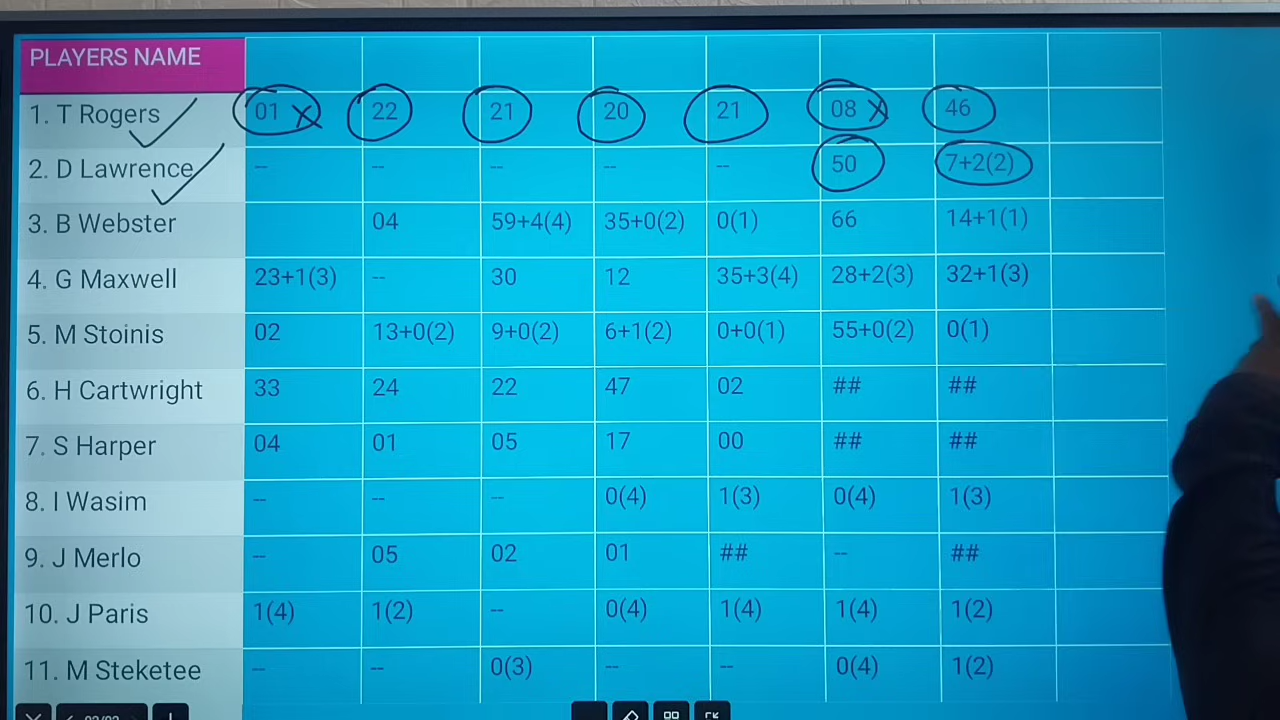 PLAYERS NAME
1. T Rogers 01 X 22 21 20 21 08 X 46
2. D Lawrence -- -- -- -- -- 50 7+2(2)
3. B Webster 04 59+4(4) 35+0(2) 0(1) 66 14+1(1)
4. G Maxwell 23+1(3) -- 30 12 35+3(4) 28+2(3) 32+1(3)
5. M Stoinis 02 13+0(2) 9+0(2) 6+1(2) 0+0(1) 55+0(2) 0(1)
6. H Cartwright 33 24 22 47 02 ## ##
7. S Harper 04 01 05 17 00 ## ##
8. I Wasim -- -- -- 0(4) 1(3) 0(4) 1(3)
9. J Merlo -- 05 02 01 ## -- ##
10. J Paris 1(4) 1(2) -- 0(4) 1(4) 1(4) 1(2)
11. M Steketee -- -- 0(3) -- -- 0(4) 1(2)